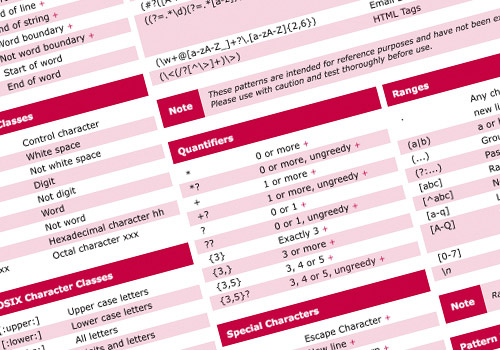 d of line +
nd of string +
Word boundary +
Not word boundary +
Start of word
End of word
Classes
Control character
White space
Not white space
Digit
Not digit
Word
Not word
Hexadecimal character hh
xx
Octal character xxx
OSIX Character Classes
[:upper:]
Upper case letters
Lower case letters
All letters
Digits and letters
((?=.*\d)(?=.*[a-z
HTML Tags
(\w+@[a-zA-Z_]+?\.[a-zA-Z]{2,6})
(\<(/?[^\>]+)\>)
Note
These patterns are intended for reference purposes and have not been ex
Please use with caution and test thoroughly before use.
Quantifiers
*
0 or more +
*?
0 or more, ungreedy +
+
1 or more +
+?
1 or more, ungreedy +
?
0 or 1 +
??
0 or 1, ungreedy +
{3}
Exactly 3 +
{3,}
3 or more +
{3,5}
3, 4 or 5 +
{3,5}?
3, 4 or 5, ungreedy +
Special Characters
Escape Character +
New line +
Ranges
.
Any ch
new li
(a|b)
a or
(...)
Grou
(?:...)
Pas
[abc]
Ra
[^abc]
N
[a-q]
L
[A-Q]
[0-7]
\n
Note
Ra
Pattern